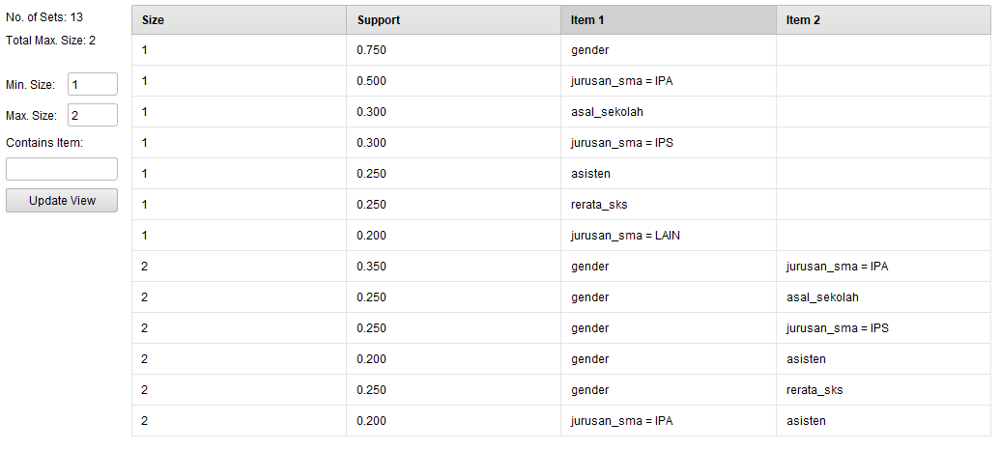 No. of Sets: 13
Total Max. Size: 2
Min. Size: 1
Max. Size: 2
Contains Item:
Update View
Size Support Item 1 Item 2
1 0.750 gender
1 0.500 jurusan_sma = IPA
1 0.300 asal_sekolah
1 0.300 jurusan_sma = IPS
1 0.250 asisten
1 0.250 rerata_sks
1 0.200 jurusan_sma = LAIN
2 0.350 gender jurusan_sma = IPA
2 0.250 gender asal_sekolah
2 0.250 gender jurusan_sma = IPS
2 0.200 gender asisten
2 0.250 gender rerata_sks
2 0.200 jurusan_sma = IPA asisten